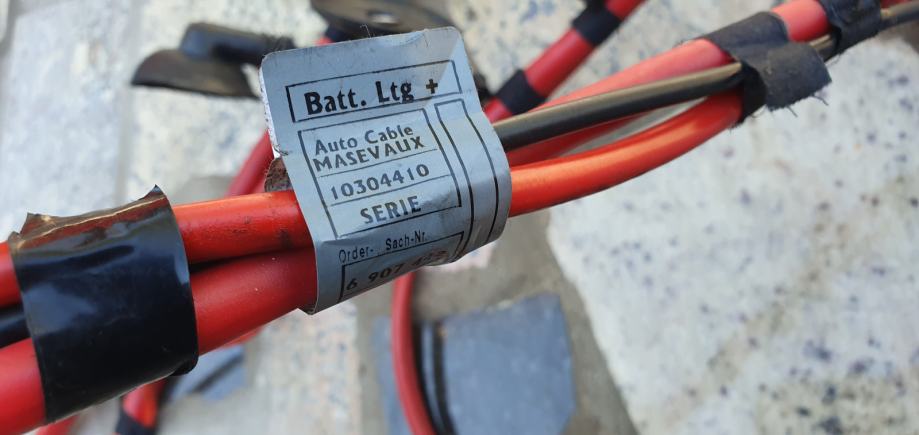 Batt. Ltg +
Auto Cable
MASEVAUX
10304410
SERIE
Order- Sach-Nr.
6 907